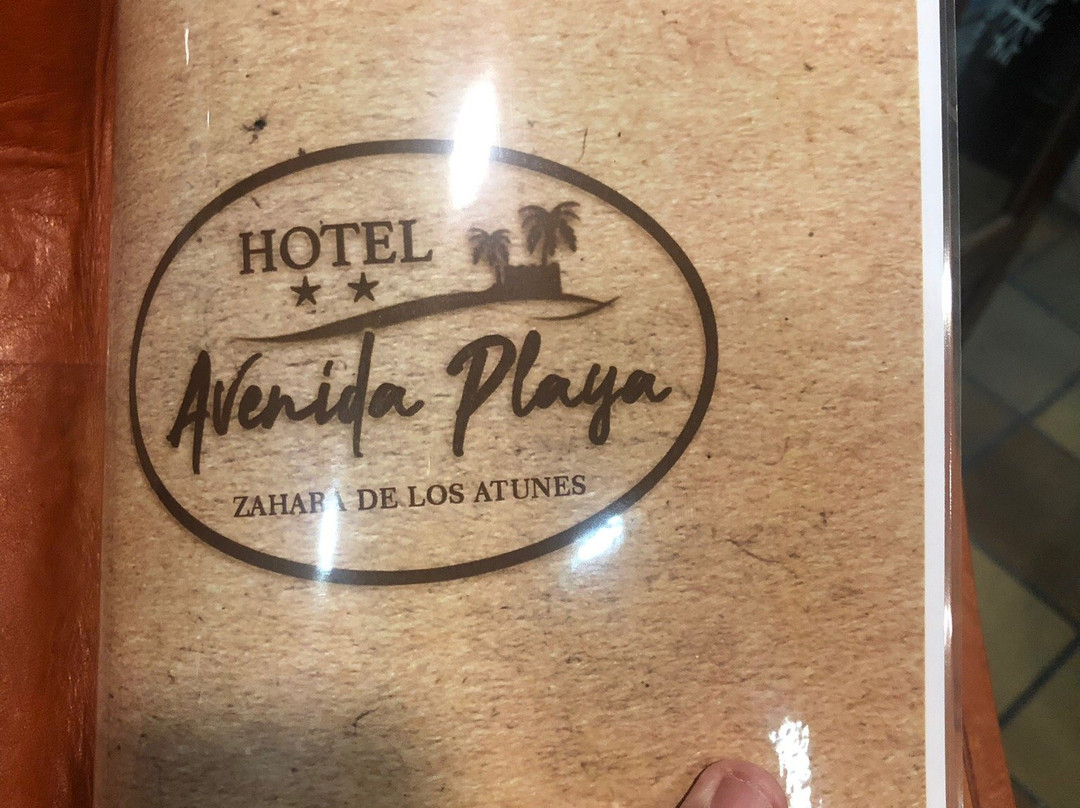 HOTEL
★ ★
Avenida Playa
ZAHARA DE LOS ATUNES